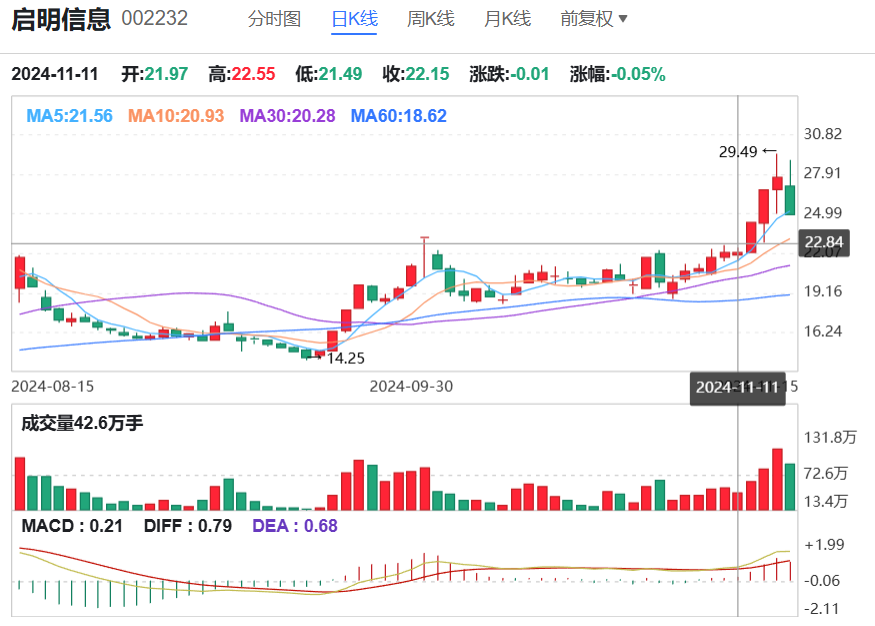 启明信息 002232 分时图 日K线 周K线 月K线 前复权▼
2024-11-11 开:21.97 高:22.55 低:21.49 收:22.15 涨跌:-0.01 涨幅:-0.05%
MA5:21.56 MA10:20.93 MA30:20.28 MA60:18.62
30.82
29.49←
27.91
24.99
22.84
22.07
19.16
16.24
→14.25
2024-08-15 2024-09-30 2024-11-11
成交量42.6万手
131.8万
72.6万
13.4万
MACD : 0.21 DIFF : 0.79 DEA : 0.68
+1.99
-0.06
-2.11